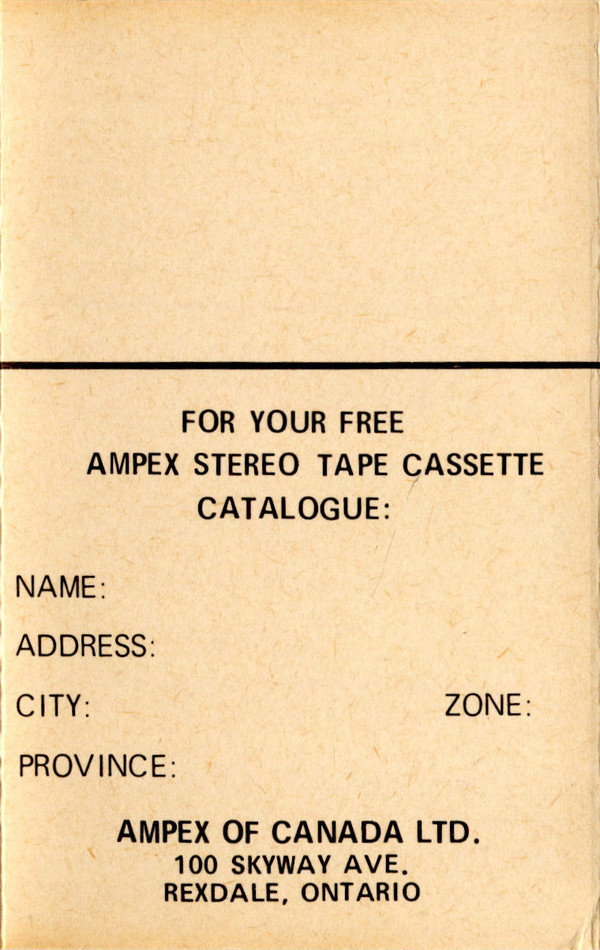 FOR YOUR FREE
AMPEX STEREO TAPE CASSETTE
CATALOGUE:
NAME:
ADDRESS:
CITY: ZONE:
PROVINCE:
AMPEX OF CANADA LTD.
100 SKYWAY AVE.
REXDALE, ONTARIO